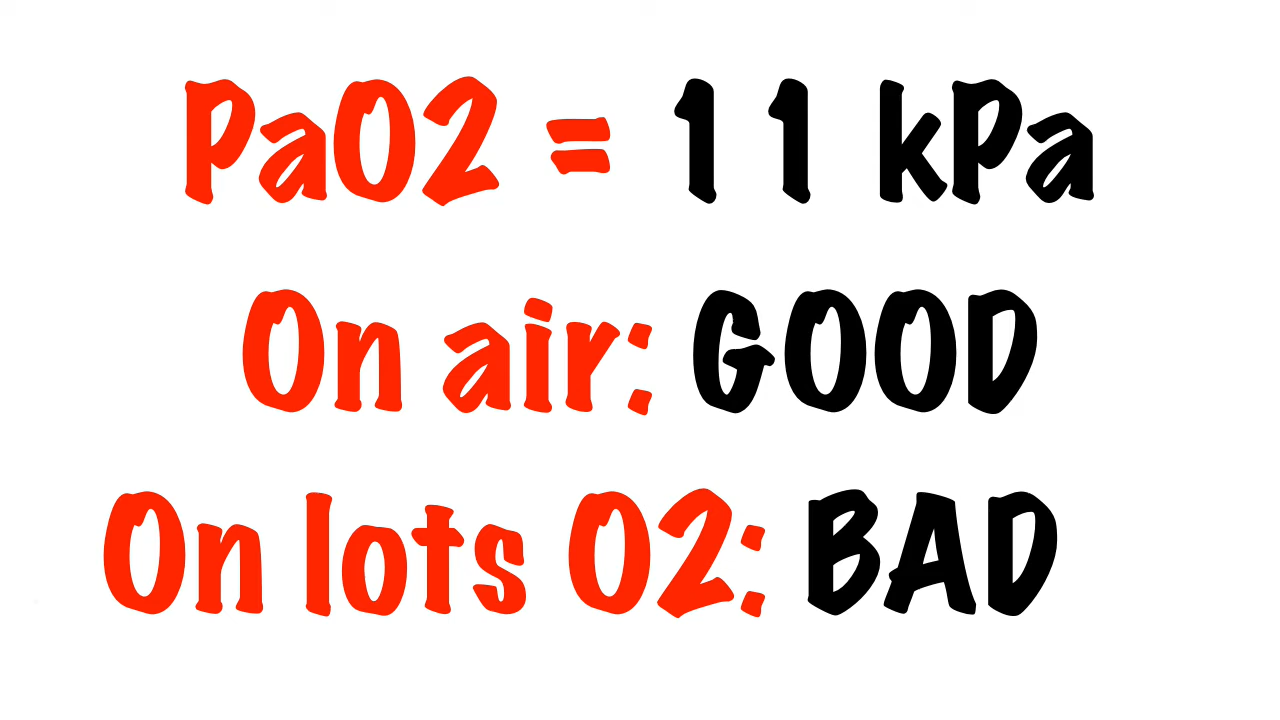 PaO2 = 11 kPa
On air: GOOD
On lots O2: BAD